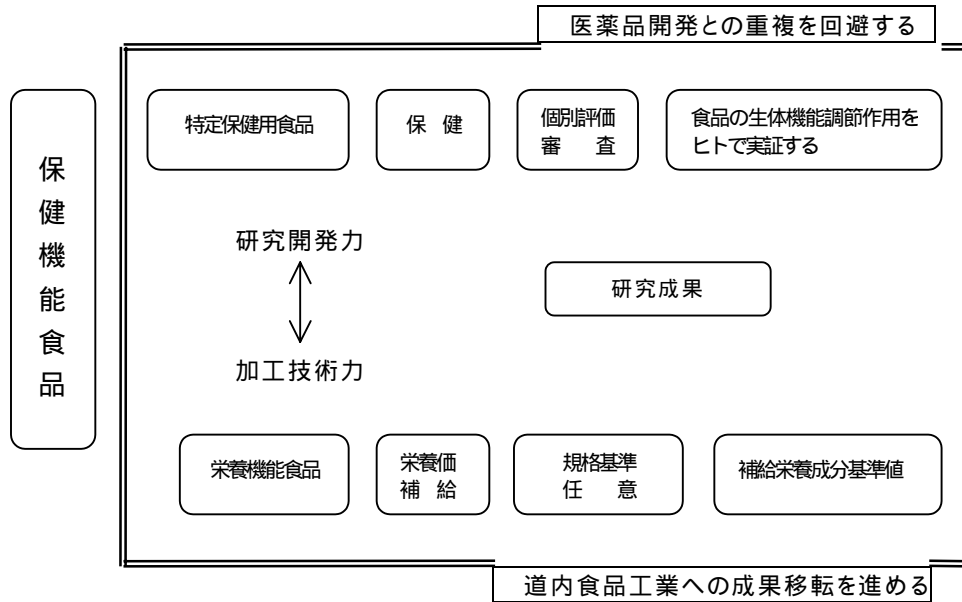 医薬品開発との重複を回避する
保健機能食品
特定保健用食品
保 健
個別評価
審 査
食品の生体機能調節作用を
ヒトで実証する
研究開発力
研究成果
加工技術力
栄養機能食品
栄養価
補 給
規格基準
任 意
補給栄養成分基準値
道内食品工業への成果移転を進める